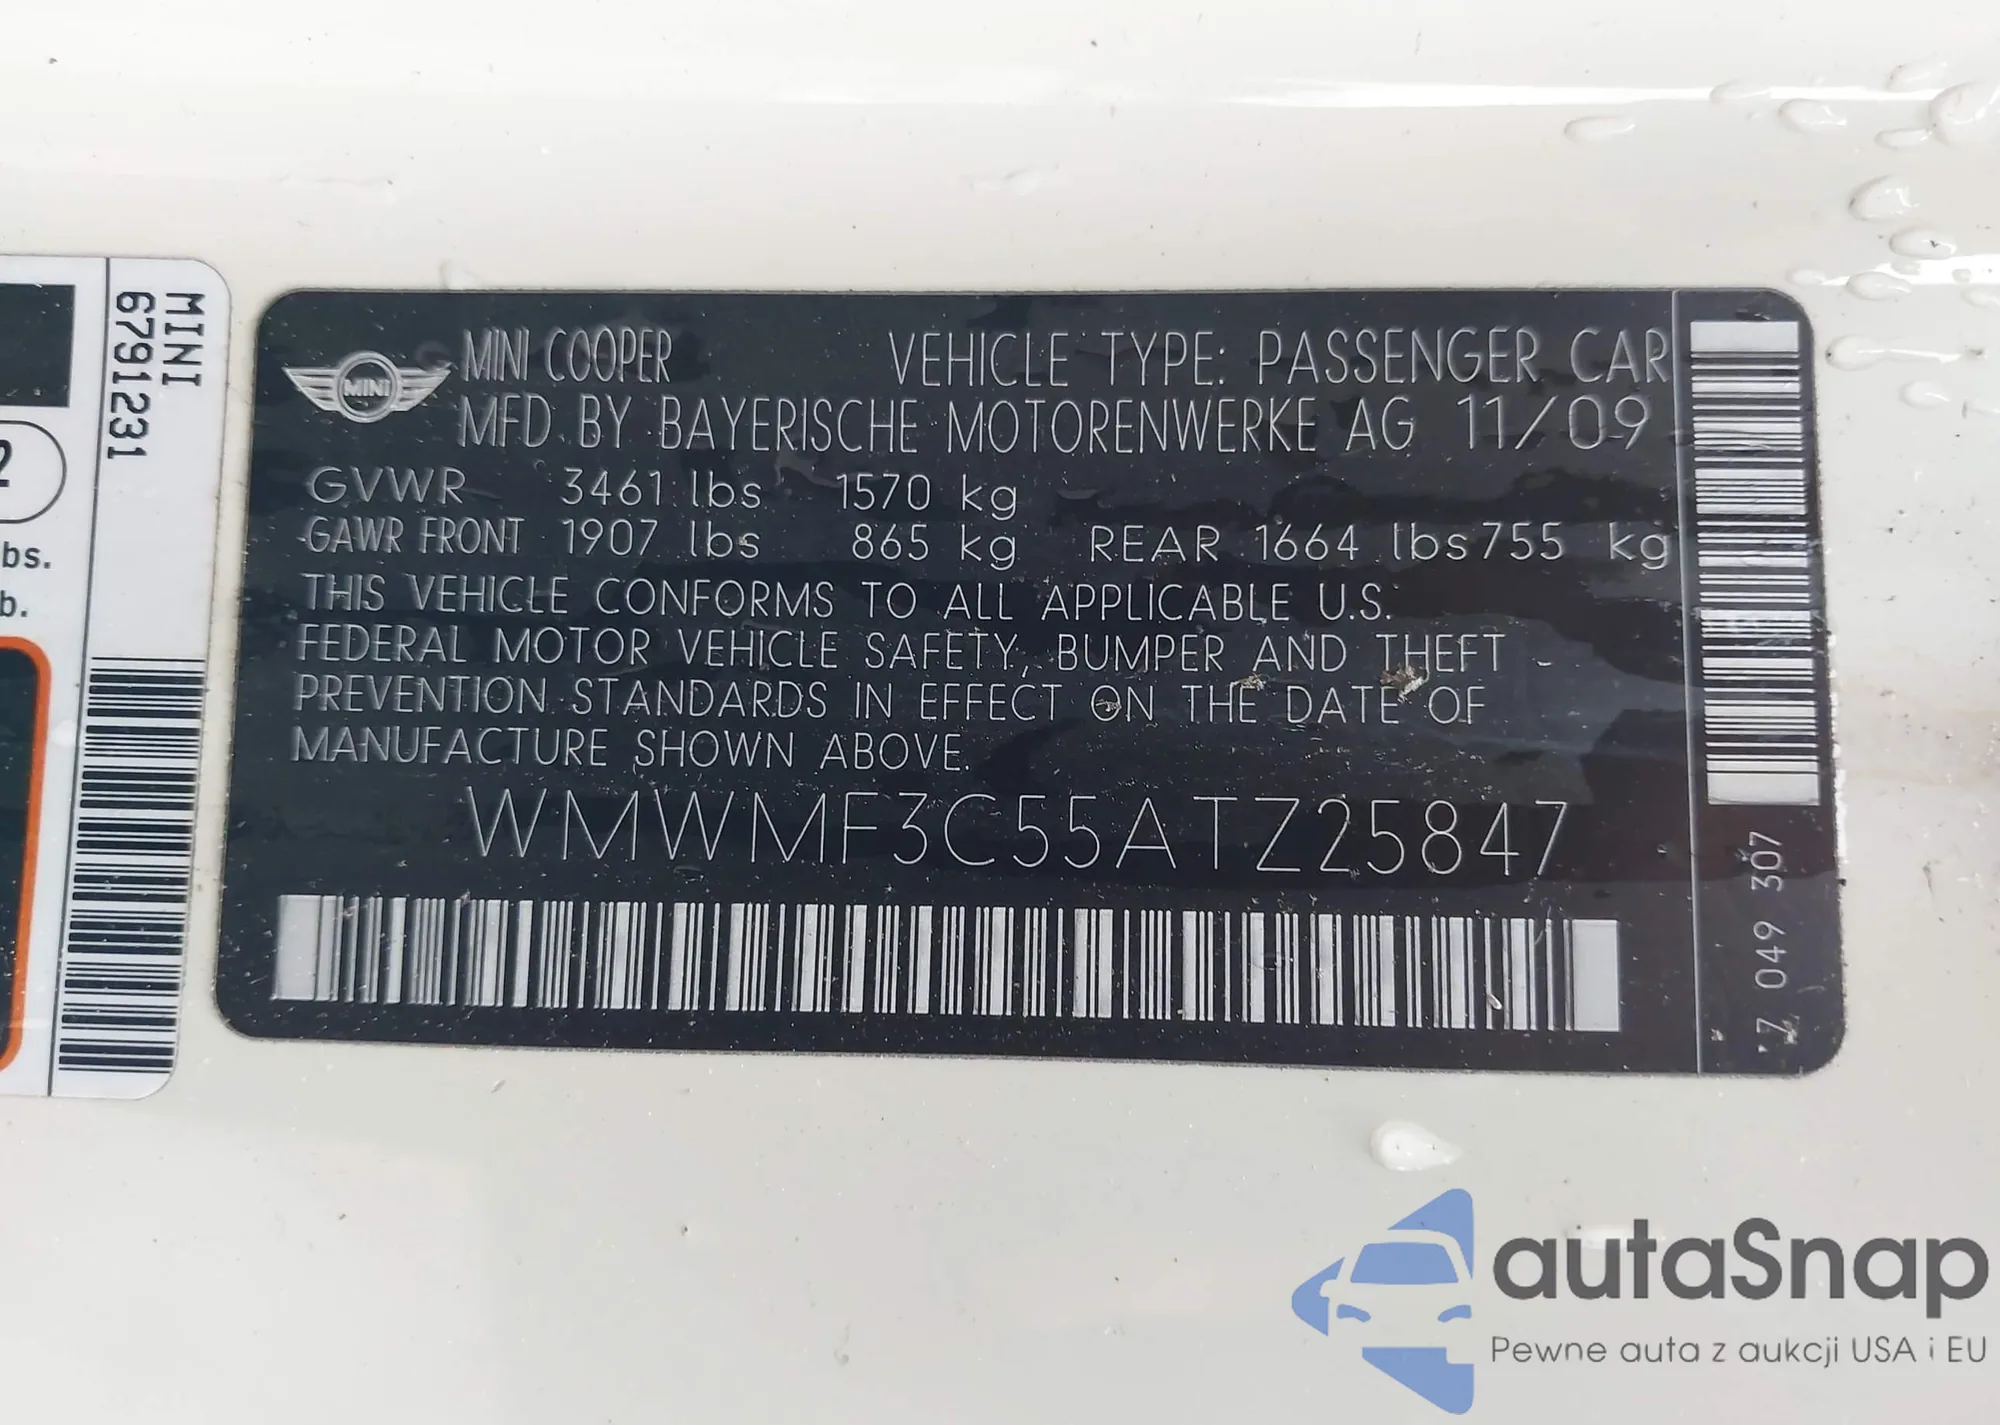 MINI
6791231
2
bs.
b.
MINI
MINI COOPER VEHICLE TYPE: PASSENGER CAR
MFD. BY BAYERISCHE MOTORENWERKE AG 11/09
GVWR 3461 lbs 1570 kg
GAWR FRONT 1907 lbs 865 kg REAR 1664 lbs 755 kg
THIS VEHICLE CONFORMS TO ALL APPLICABLE U.S.
FEDERAL MOTOR VEHICLE SAFETY, BUMPER AND THEFT
PREVENTION STANDARDS IN EFFECT ON THE DATE OF
MANUFACTURE SHOWN ABOVE.
WMWMF3C55ATZ25847
7 049 307
autaSnap
Pewne auta z aukcji USA i EU